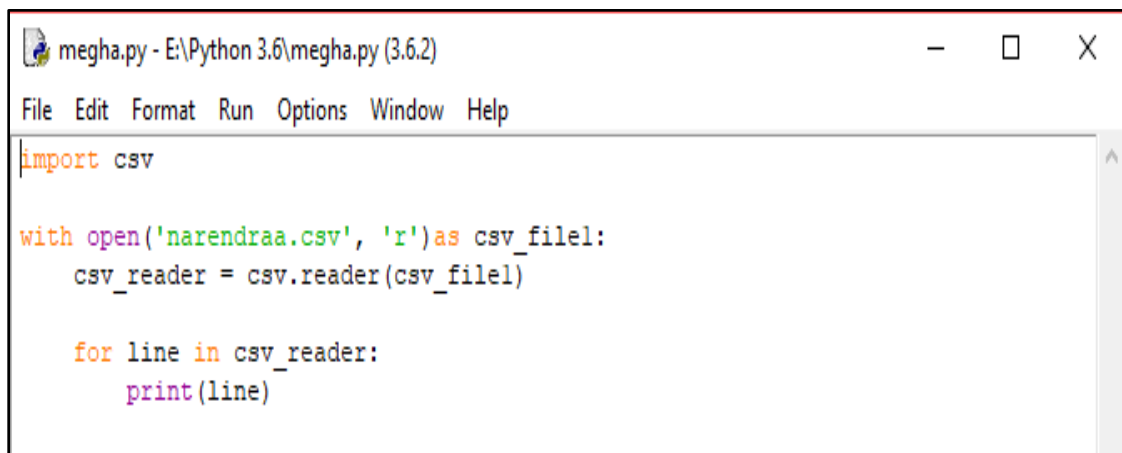 megha.py - E:\Python 3.6\megha.py (3.6.2)
File Edit Format Run Options Window Help
import csv
with open('narendraa.csv', 'r')as csv_file1:
    csv_reader = csv.reader(csv_file1)
    for line in csv_reader:
        print(line)